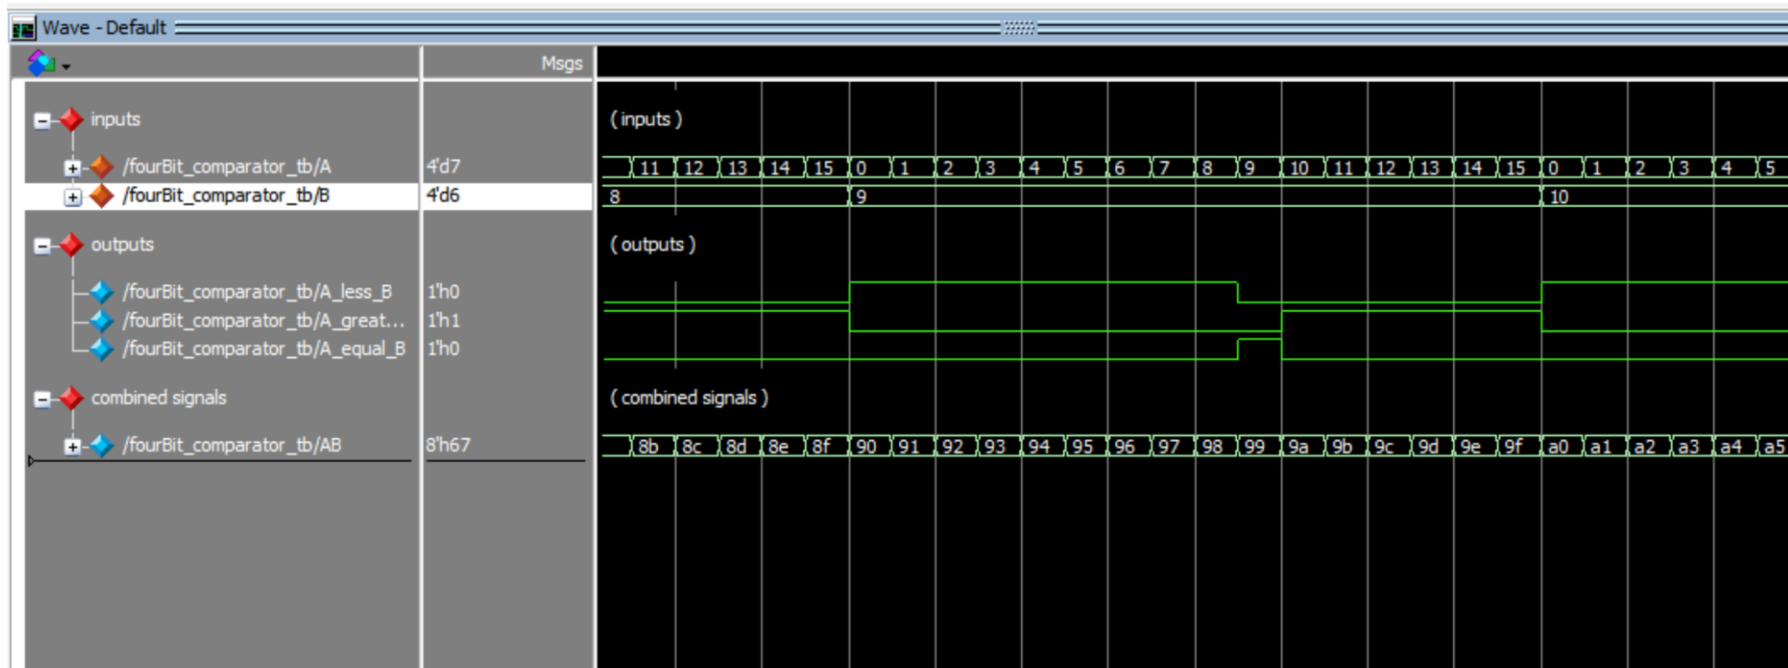 Wave - Default
Msgs
inputs ( inputs )
/fourBit_comparator_tb/A 4'd7 11 12 13 14 15 0 1 2 3 4 5 6 7 8 9 10 11 12 13 14 15 0 1 2 3 4 5
/fourBit_comparator_tb/B 4'd6 8 9 10
outputs ( outputs )
/fourBit_comparator_tb/A_less_B 1'h0
/fourBit_comparator_tb/A_great... 1'h1
/fourBit_comparator_tb/A_equal_B 1'h0
combined signals ( combined signals )
/fourBit_comparator_tb/AB 8'h67 8b 8c 8d 8e 8f 90 91 92 93 94 95 96 97 98 99 9a 9b 9c 9d 9e 9f a0 a1 a2 a3 a4 a5